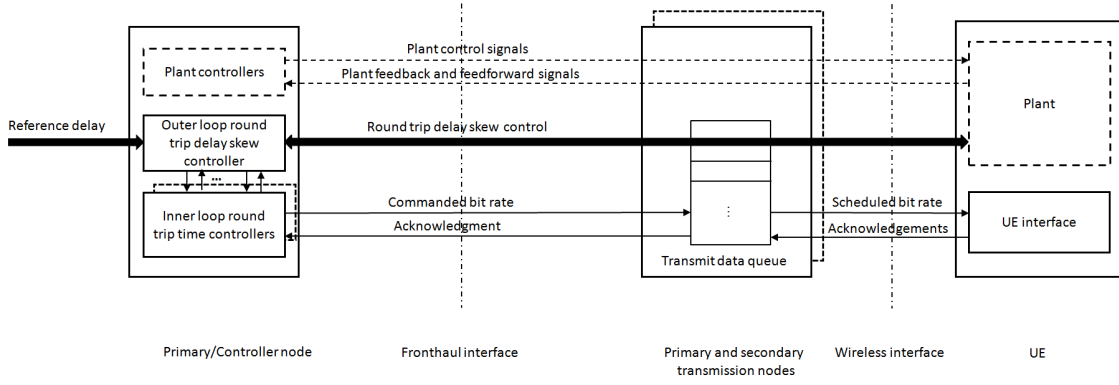 Plant control signals
Plant controllers
Plant feedback and feedforward signals
Plant
Reference delay
Outer loop round
trip delay skew
controller
Round trip delay skew control
...
Inner loop round
trip time controllers
Commanded bit rate
Acknowledgment
...
Transmit data queue
Scheduled bit rate
Acknowledgements
UE interface
Primary/Controller node
Fronthaul interface
Primary and secondary
transmission nodes
Wireless interface
UE